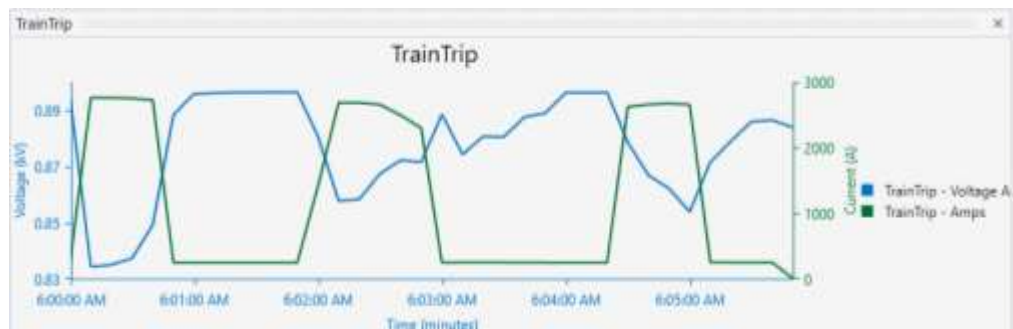 TrainTrip
TrainTrip
0.89
0.87
0.85
0.83
Voltage (kV)
3000
2000
1000
0
Current (A)
TrainTrip - Voltage A
TrainTrip - Amps
6:00:00 AM 6:01:00 AM 6:02:00 AM 6:03:00 AM 6:04:00 AM 6:05:00 AM
Time (minutes)